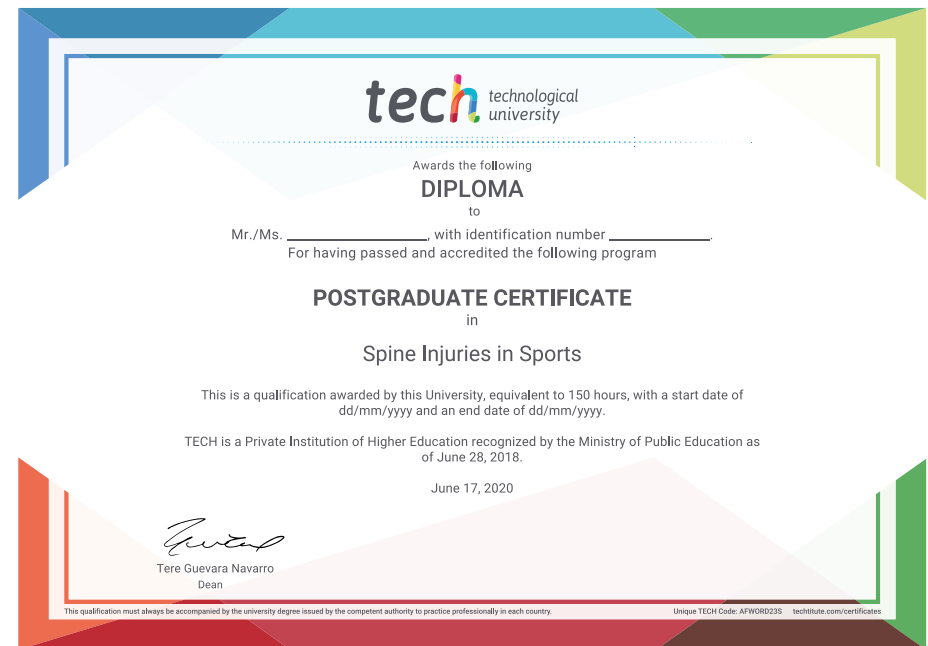 tech technological
university
Awards the following
DIPLOMA
to
Mr./Ms. ____________________, with identification number ______________.
For having passed and accredited the following program
POSTGRADUATE CERTIFICATE
in
Spine Injuries in Sports
This is a qualification awarded by this University, equivalent to 150 hours, with a start date of
dd/mm/yyyy and an end date of dd/mm/yyyy.
TECH is a Private Institution of Higher Education recognized by the Ministry of Public Education as
of June 28, 2018.
June 17, 2020
Tere Guevara Navarro
Dean
This qualification must always be accompanied by the university degree issued by the competent authority to practice professionally in each country.
Unique TECH Code: AFWORD23S techtitute.com/certificates